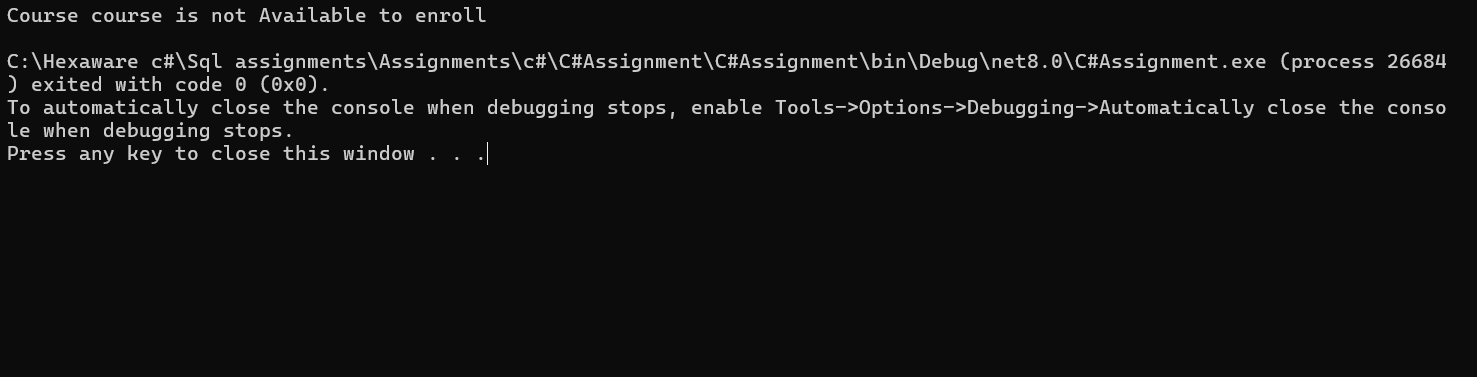 Course course is not Available to enroll
C:\Hexaware c#\Sql assignments\Assignments\c#\C#Assignment\C#Assignment\bin\Debug\net8.0\C#Assignment.exe (process 26684
) exited with code 0 (0x0).
To automatically close the console when debugging stops, enable Tools->Options->Debugging->Automatically close the conso
le when debugging stops.
Press any key to close this window . . .